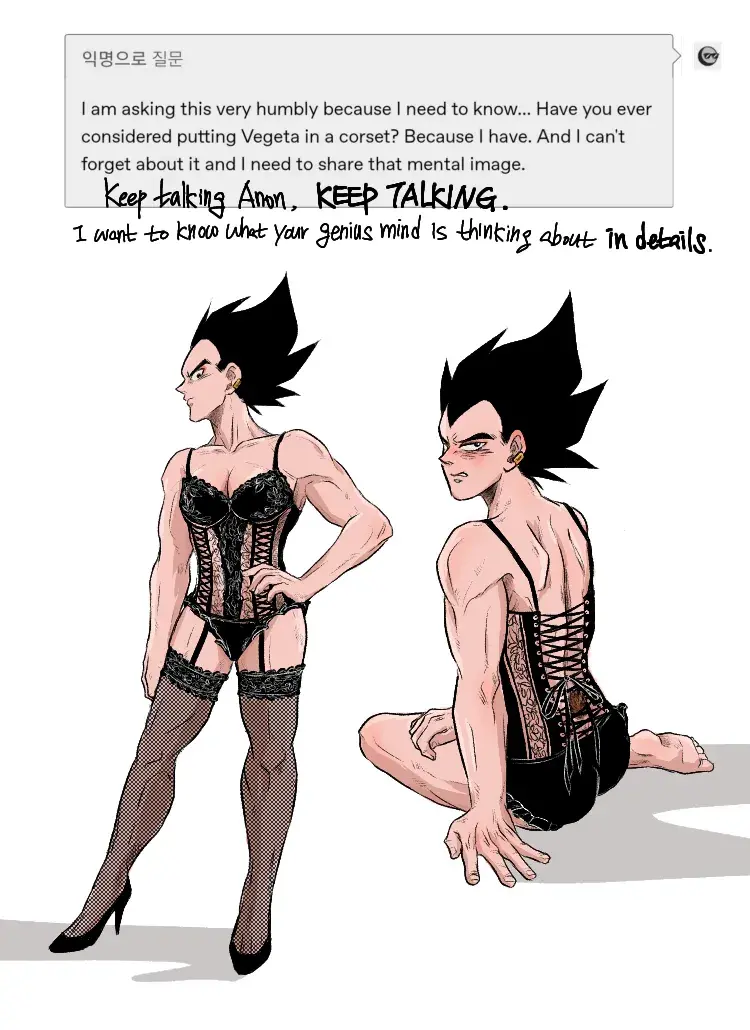 익명으로 질문
I am asking this very humbly because I need to know... Have you ever
considered putting Vegeta in a corset? Because I have. And I can't
forget about it and I need to share that mental image.
Keep talking Anon, KEEP TALKING.
I want to know what your genius mind is thinking about in details.